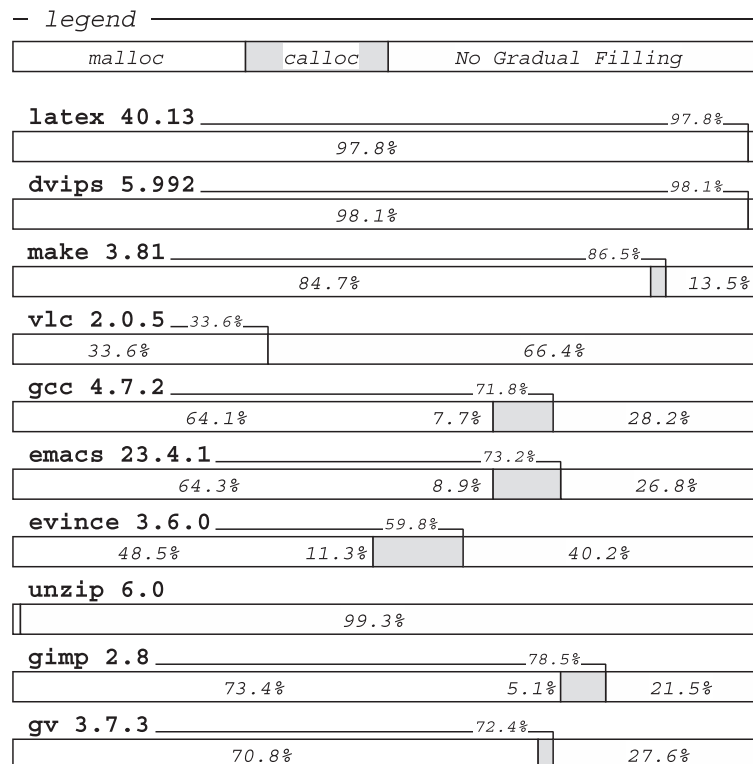 legend
malloc calloc No Gradual Filling
latex 40.13 97.8%
97.8%
dvips 5.992 98.1%
98.1%
make 3.81 86.5%
84.7% 13.5%
vlc 2.0.5 33.6%
33.6% 66.4%
gcc 4.7.2 71.8%
64.1% 7.7% 28.2%
emacs 23.4.1 73.2%
64.3% 8.9% 26.8%
evince 3.6.0 59.8%
48.5% 11.3% 40.2%
unzip 6.0
99.3%
gimp 2.8 78.5%
73.4% 5.1% 21.5%
gv 3.7.3 72.4%
70.8% 27.6%